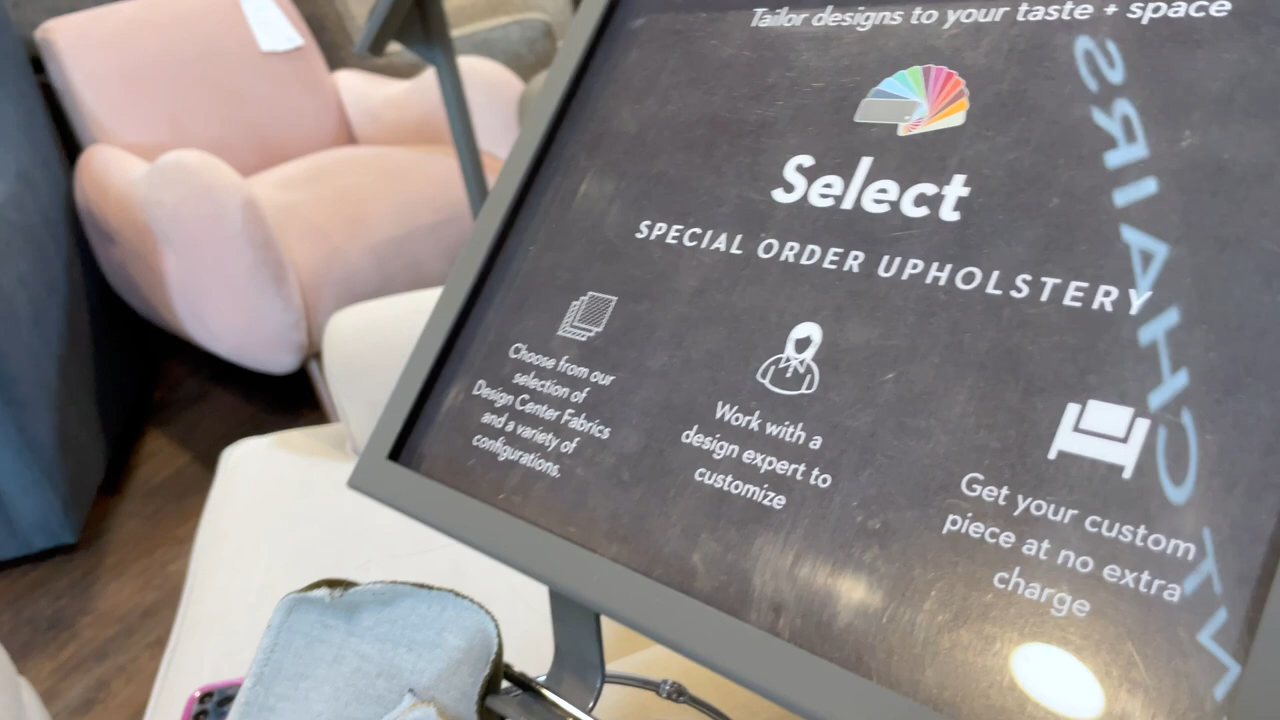 Tailor designs to your taste + space
Select
SPECIAL ORDER UPHOLSTERY
Choose from our
selection of
Design Center Fabrics
and a variety of
configurations.
Work with a
design expert to
customize
Get your custom
piece at no extra
charge
CHAIRS